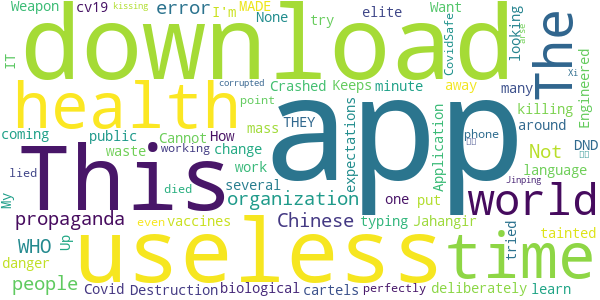 Weapon cv19 kissing None I'm MADE try elite Want
download The
error CovidSafe looking
IT Crashed Keeps minute away many Engineered
health app
coming public Cannot How THEY point mass expectations Application killing around DND
This waste working change work phone
lied My died several organization one put Not language Xi
propaganda typing Jahangir world Jinping
WHO Up Chinese tried tainted
useless time
danger even vaccines
people Covid Destruction biological cartels perfectly deliberately learn
corrupted